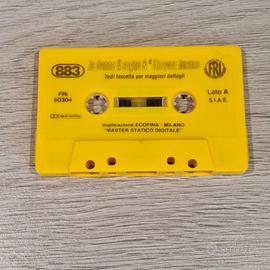 883
La Donna Il Sogno & Il Grande Incubo
Vedi fascetta per maggiori dettagli
FRI
FRI
60304
Lato A
S.I.A.E.
duplicazione ECOFINA - MILANO
"MASTER STATICO DIGITALE"